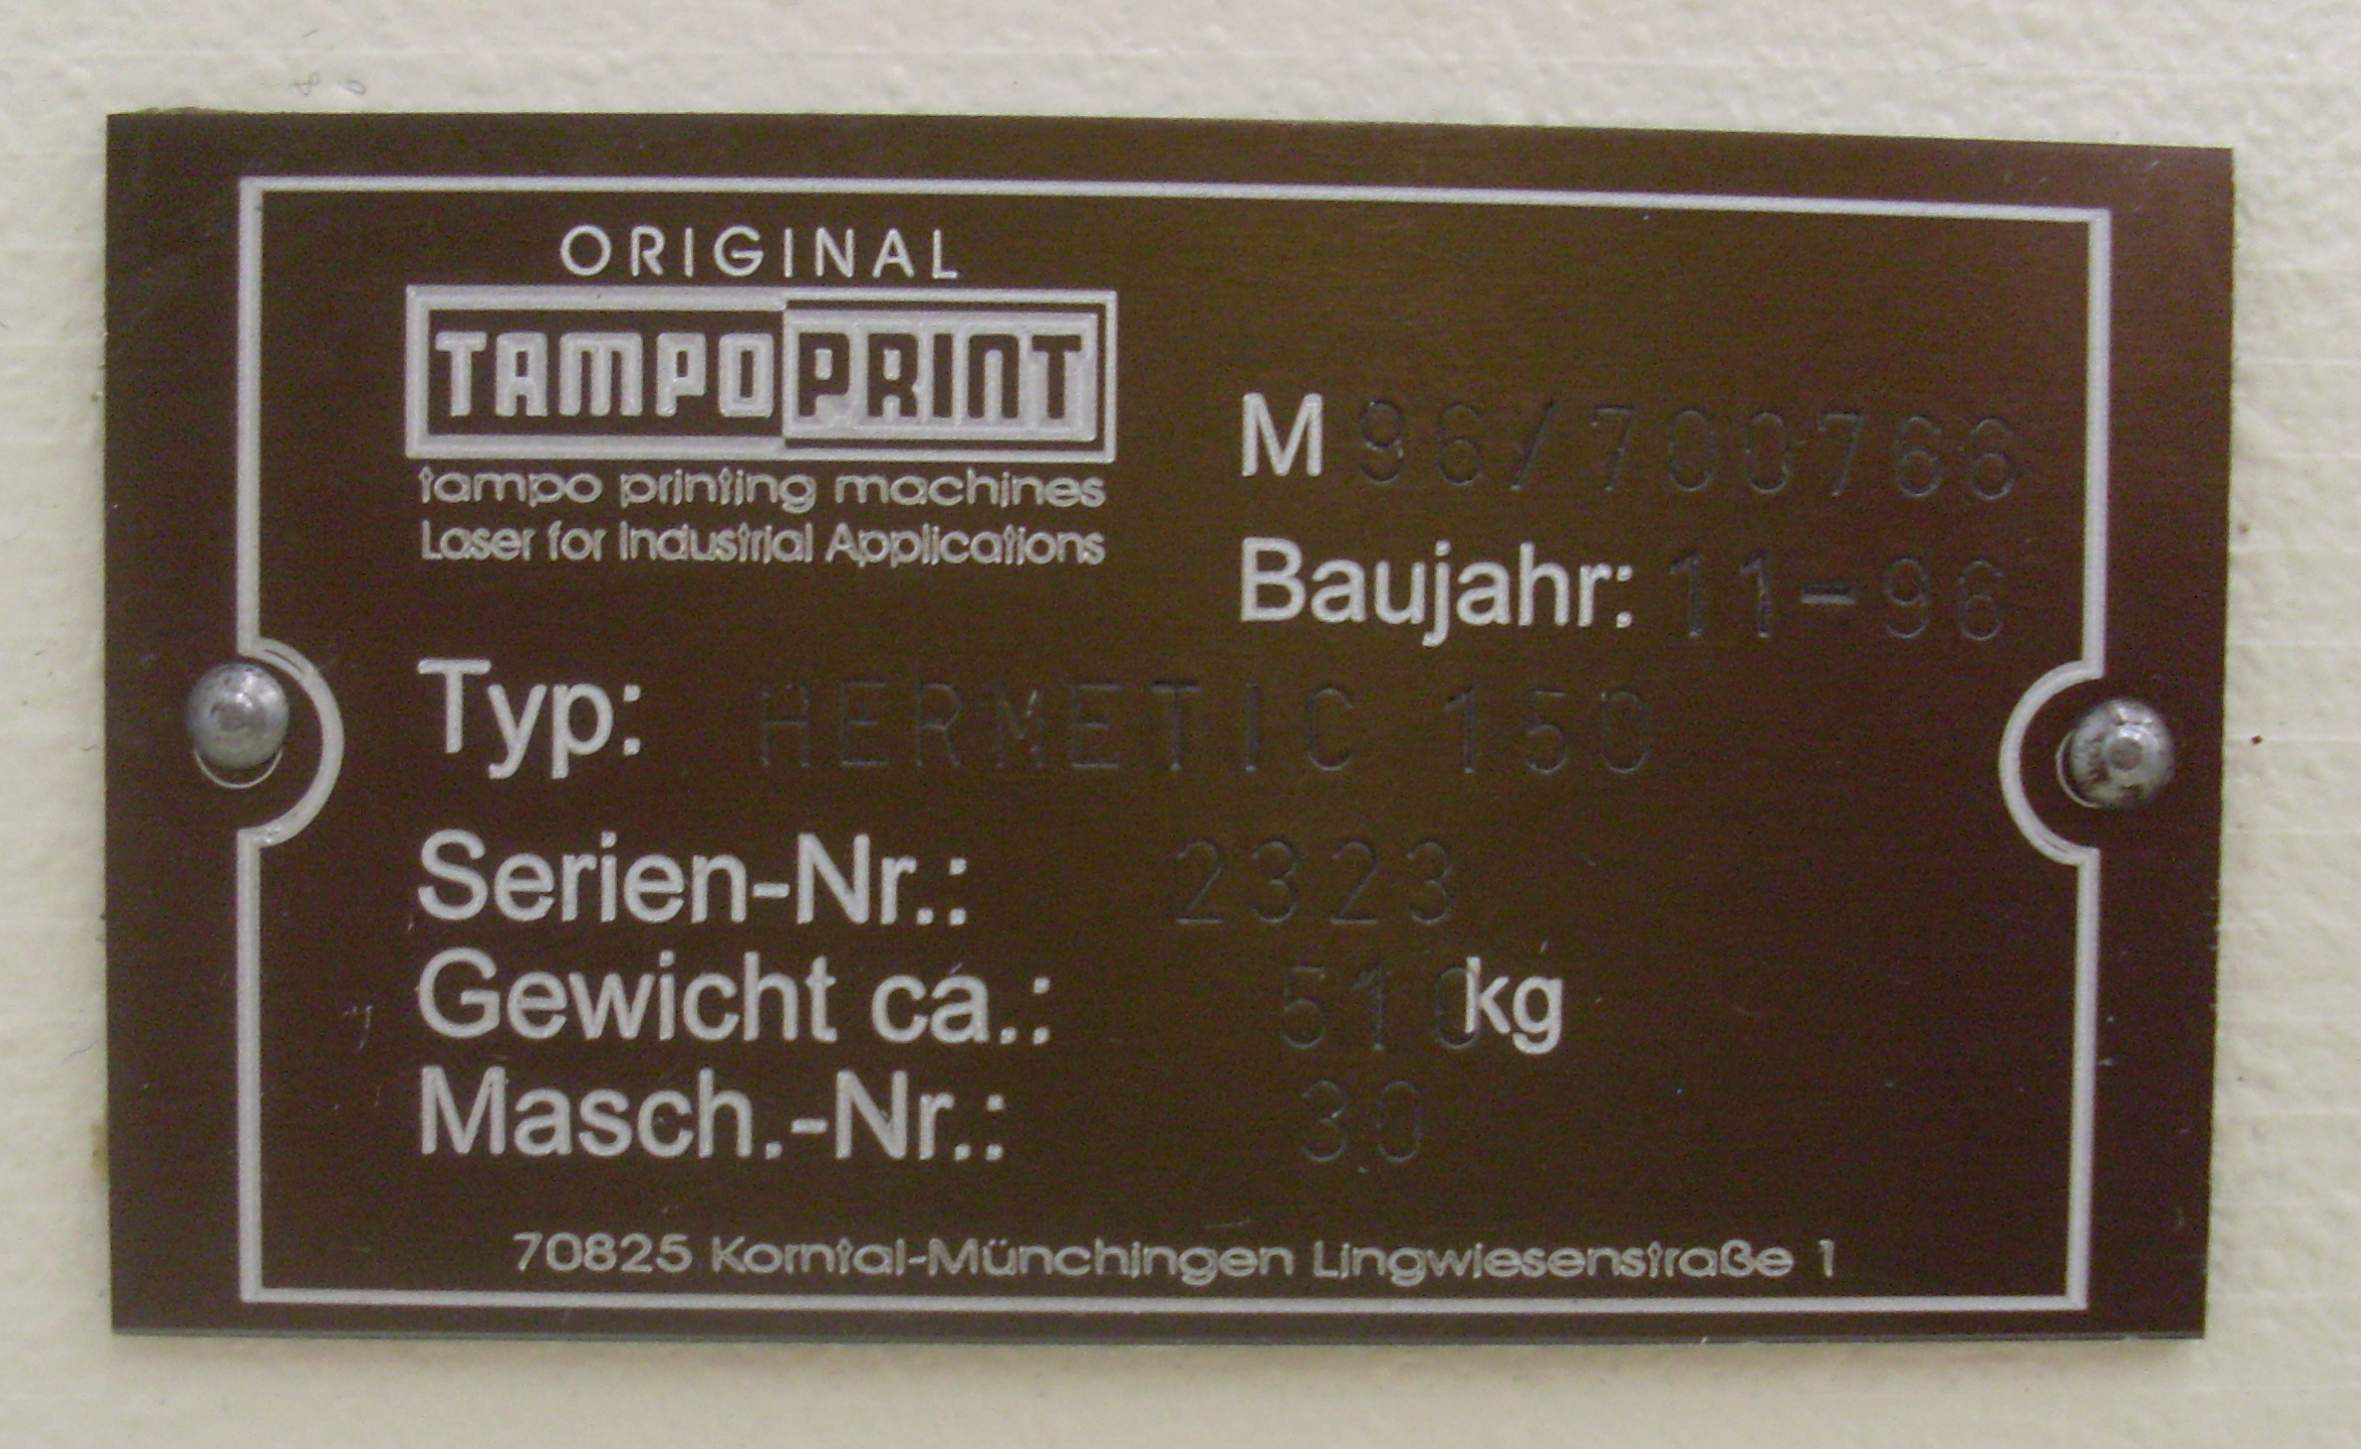 ORIGINAL
TAMPOPRINT
tampo printing machines
Laser for Industrial Applications
M 96/700766
Baujahr: 11-96
Typ: HERMETIC 150
Serien-Nr.: 2323
Gewicht ca.: 510 kg
Masch.-Nr.: 30
70825 Korntal-Münchingen Lingwiesenstraße 1